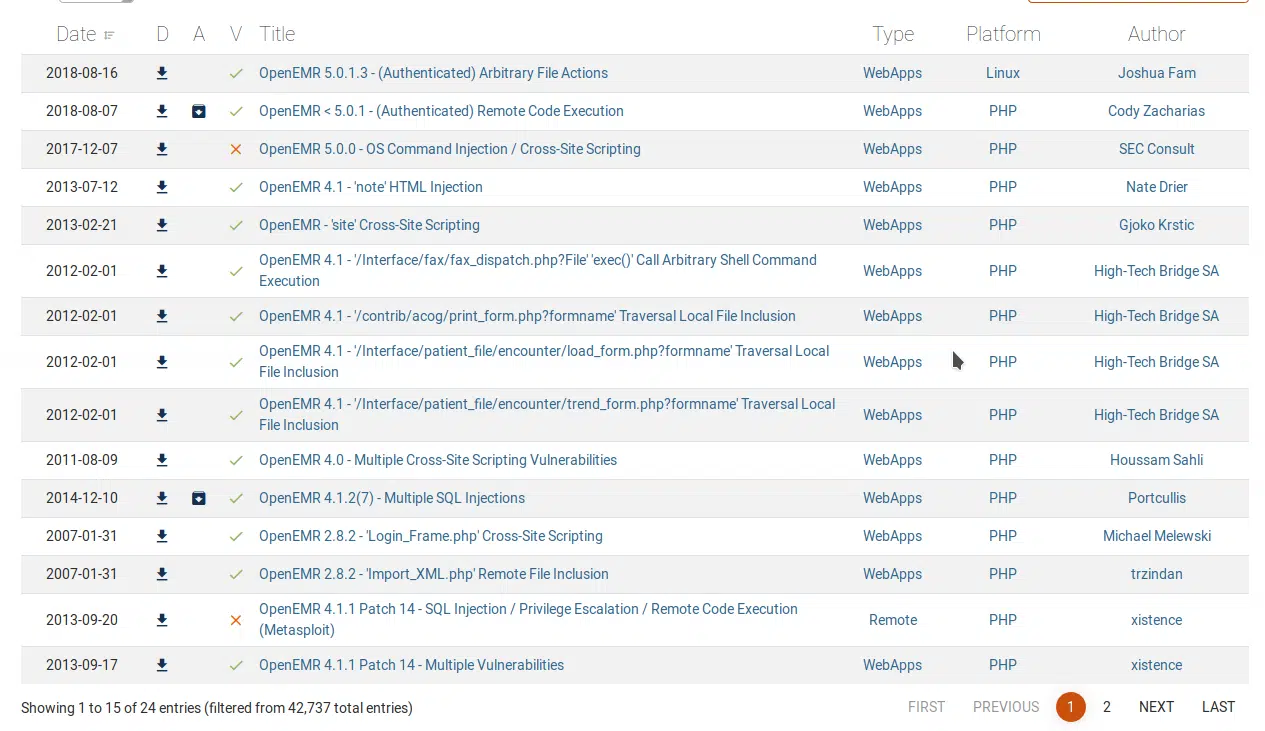 Date D A V Title Type Platform Author
2018-08-16 OpenEMR 5.0.1.3 - (Authenticated) Arbitrary File Actions WebApps Linux Joshua Fam
2018-08-07 OpenEMR < 5.0.1 - (Authenticated) Remote Code Execution WebApps PHP Cody Zacharias
2017-12-07 OpenEMR 5.0.0 - OS Command Injection / Cross-Site Scripting WebApps PHP SEC Consult
2013-07-12 OpenEMR 4.1 - 'note' HTML Injection WebApps PHP Nate Drier
2013-02-21 OpenEMR - 'site' Cross-Site Scripting WebApps PHP Gjoko Krstic
2012-02-01 OpenEMR 4.1 - '/Interface/fax/fax_dispatch.php?File' 'exec()' Call Arbitrary Shell Command
Execution WebApps PHP High-Tech Bridge SA
2012-02-01 OpenEMR 4.1 - '/contrib/acog/print_form.php?formname' Traversal Local File Inclusion WebApps PHP High-Tech Bridge SA
2012-02-01 OpenEMR 4.1 - '/Interface/patient_file/encounter/load_form.php?formname' Traversal Local
File Inclusion WebApps PHP High-Tech Bridge SA
2012-02-01 OpenEMR 4.1 - '/Interface/patient_file/encounter/trend_form.php?formname' Traversal Local
File Inclusion WebApps PHP High-Tech Bridge SA
2011-08-09 OpenEMR 4.0 - Multiple Cross-Site Scripting Vulnerabilities WebApps PHP Houssam Sahli
2014-12-10 OpenEMR 4.1.2(7) - Multiple SQL Injections WebApps PHP Portcullis
2007-01-31 OpenEMR 2.8.2 - 'Login_Frame.php' Cross-Site Scripting WebApps PHP Michael Melewski
2007-01-31 OpenEMR 2.8.2 - 'Import_XML.php' Remote File Inclusion WebApps PHP trzindan
2013-09-20 OpenEMR 4.1.1 Patch 14 - SQL Injection / Privilege Escalation / Remote Code Execution
(Metasploit) Remote PHP xistence
2013-09-17 OpenEMR 4.1.1 Patch 14 - Multiple Vulnerabilities WebApps PHP xistence
Showing 1 to 15 of 24 entries (filtered from 42,737 total entries) FIRST PREVIOUS 1 2 NEXT LAST